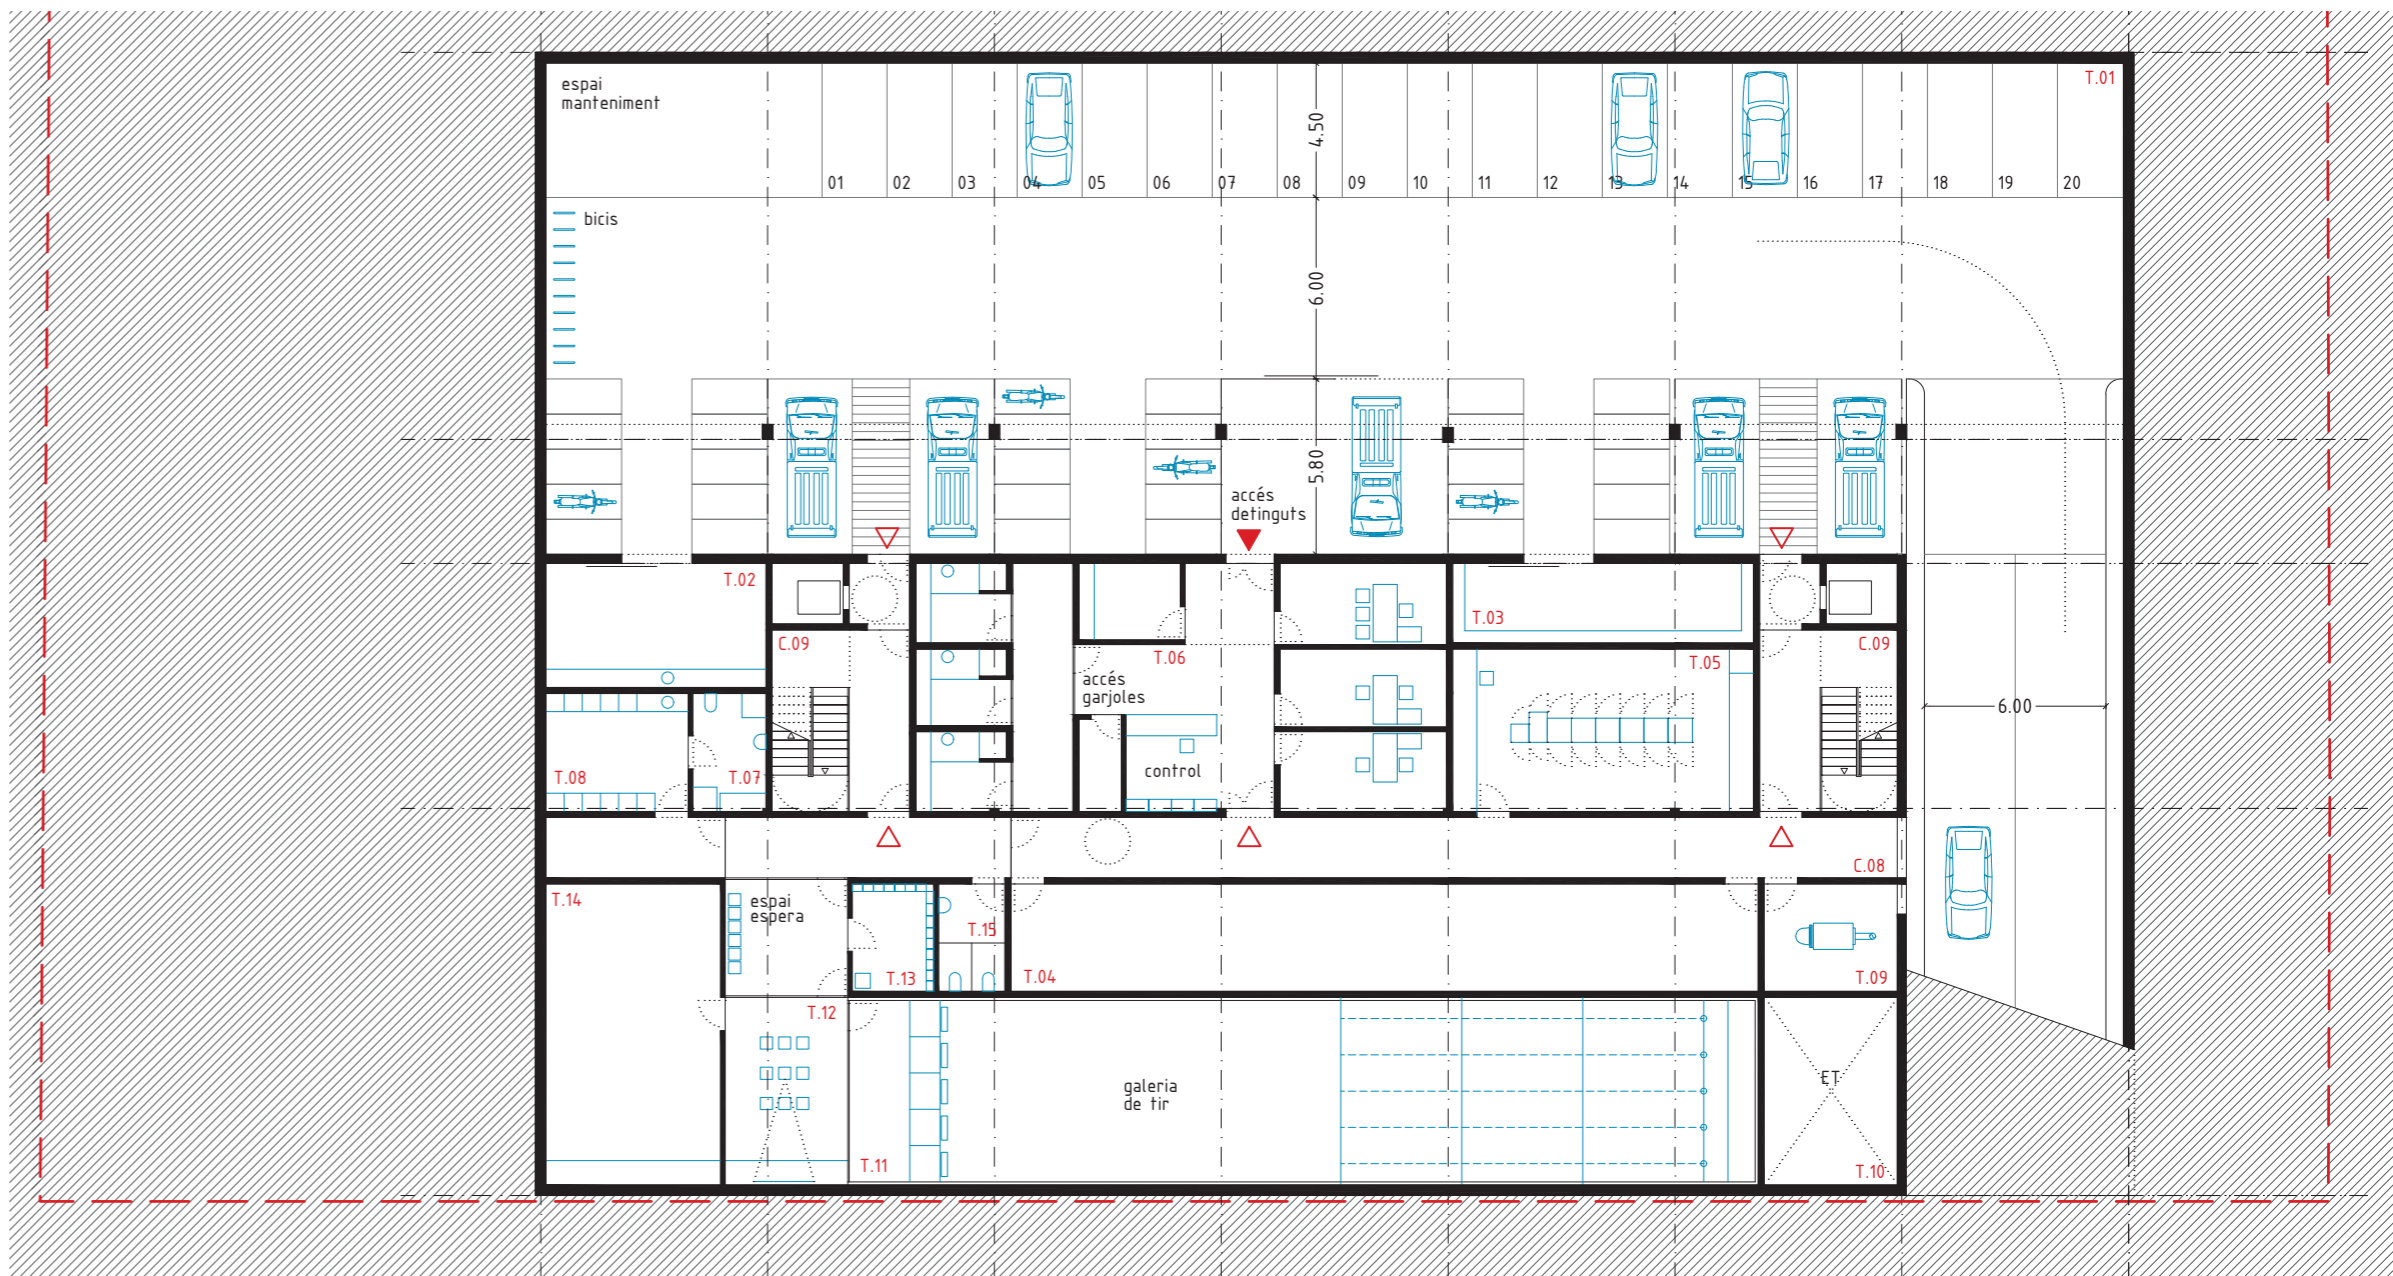 espai
manteniment
T.01
4.50
01 02 03 04 05 06 07 08 09 10 11 12 13 14 15 16 17 18 19 20
bicis
6.00
5.80
accés
detinguts
T.02
C.09
T.06
accés
garjoles
T.03
T.05
C.09
6.00
T.08
T.07
control
C.08
T.14
espai
espera
T.13
T.15
T.04
T.09
T.12
galeria
de tir
ET
T.11
T.10